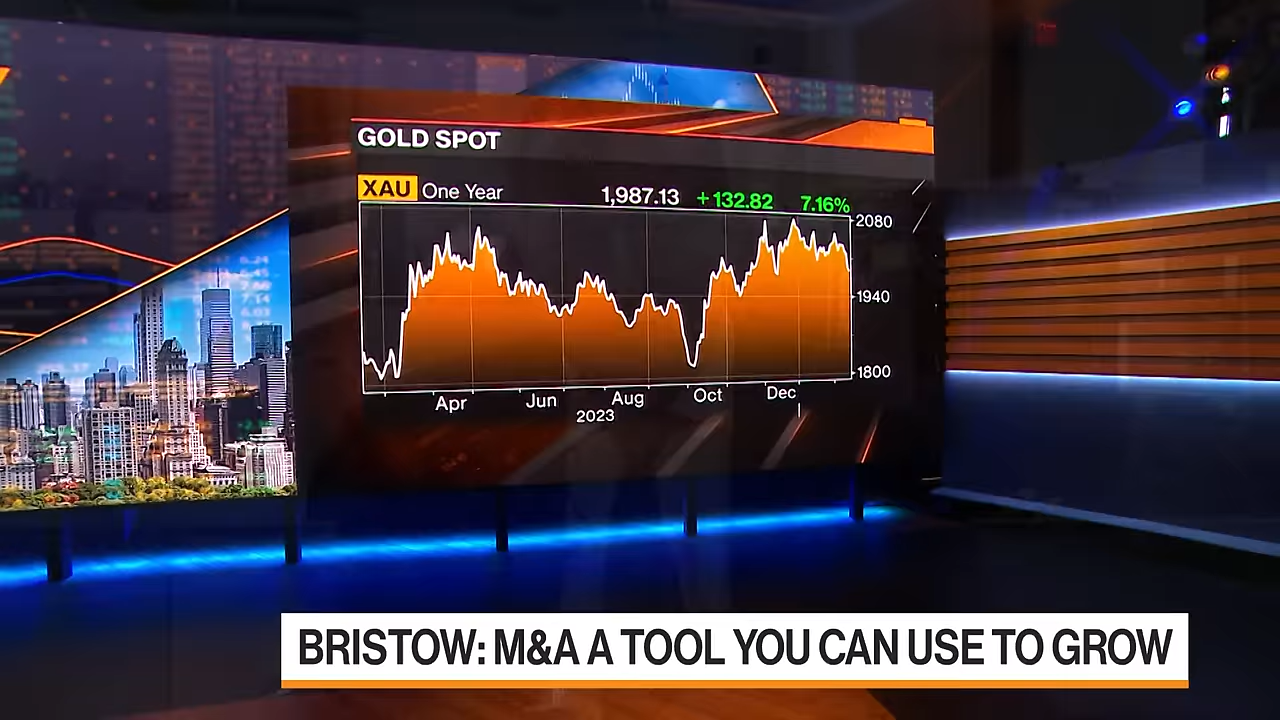 GOLD SPOT
XAU One Year 1,987.13 +132.82 7.16%
2080
1940
1800
Apr Jun Aug Oct Dec
2023
BRISTOW: M&A A TOOL YOU CAN USE TO GROW